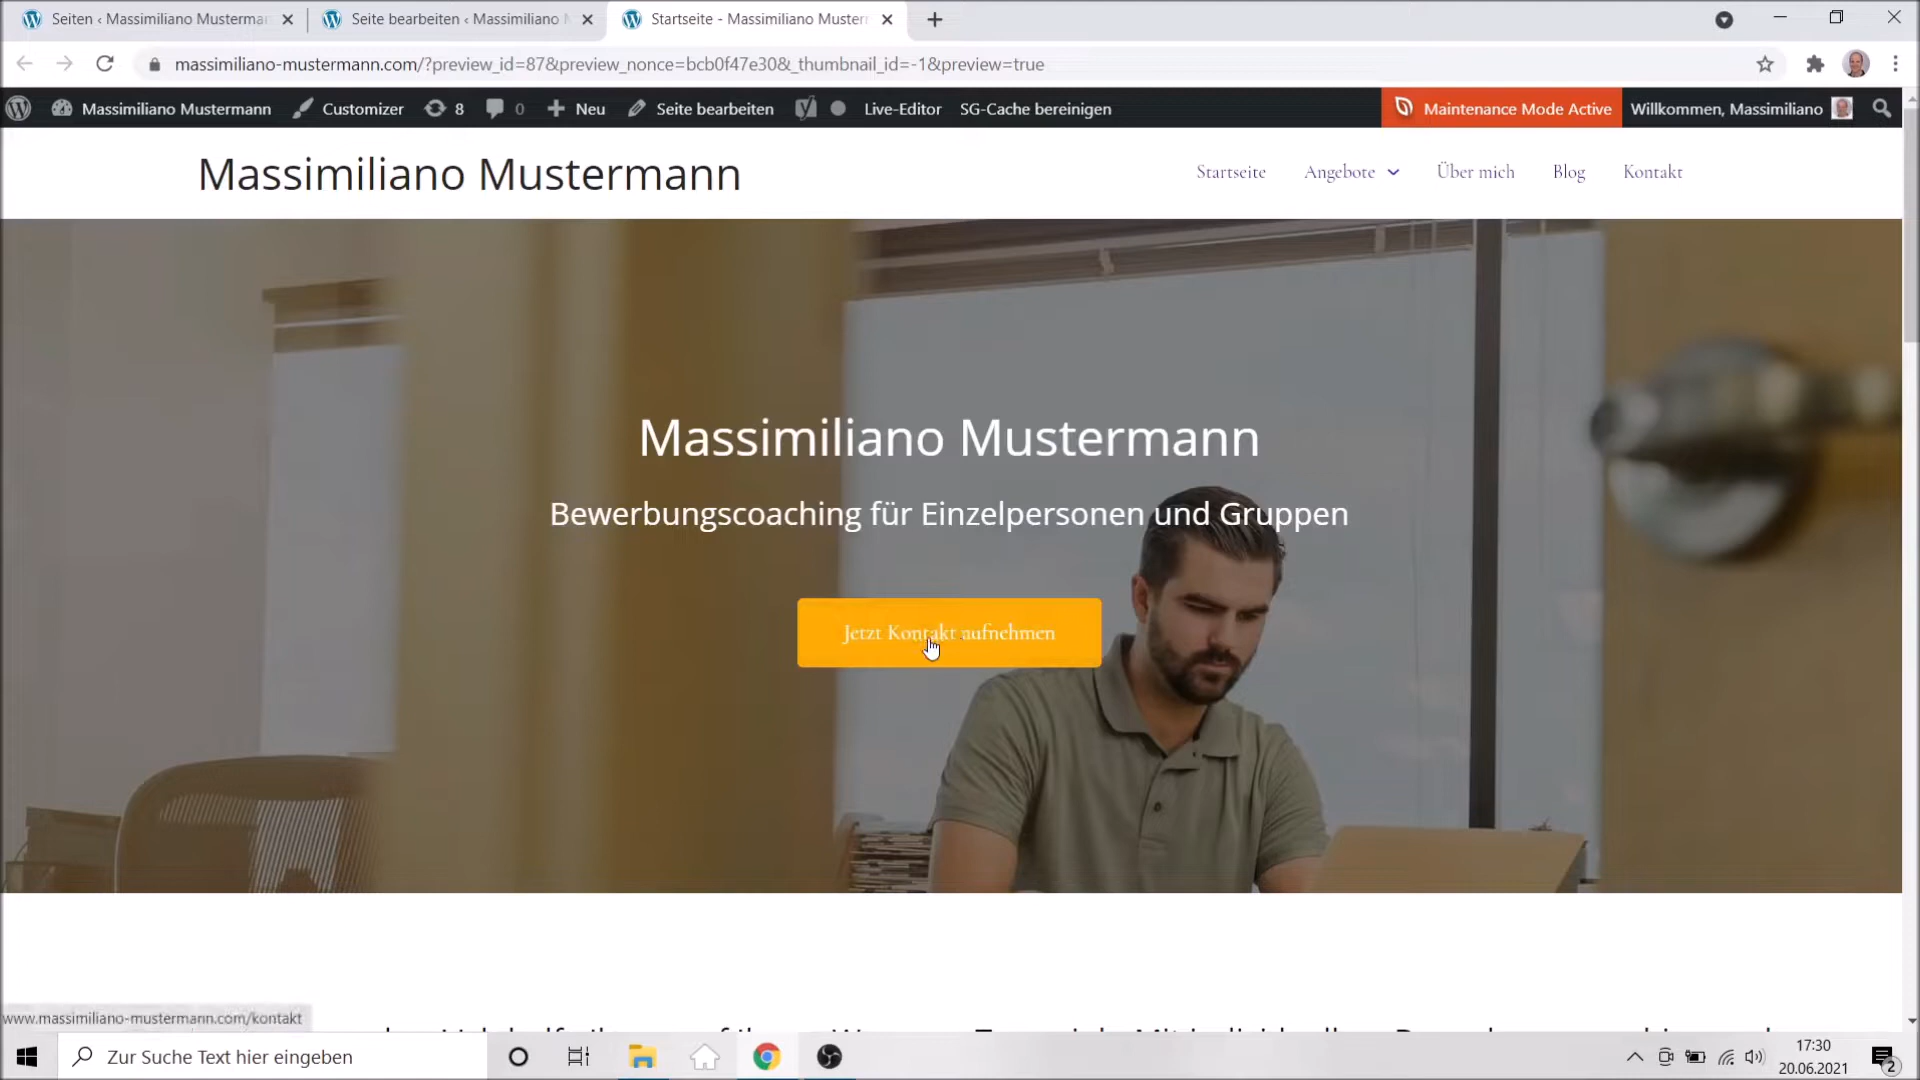 Seiten ‹ Massimiliano Musterma
Seite bearbeiten ‹ Massimiliano M
Startseite - Massimiliano Muster
massimiliano-mustermann.com/?preview_id=87&preview_nonce=bcb0f47e30&_thumbnail_id=-1&preview=true
Massimiliano Mustermann
Customizer
8
0
Neu
Seite bearbeiten
Live-Editor
SG-Cache bereinigen
Maintenance Mode Active
Willkommen, Massimiliano
Massimiliano Mustermann
Startseite
Angebote
Über mich
Blog
Kontakt
Massimiliano Mustermann
Bewerbungscoaching für Einzelpersonen und Gruppen
Jetzt Kontakt aufnehmen
www.massimiliano-mustermann.com/kontakt
Zur Suche Text hier eingeben
17:30
20.06.2021
2